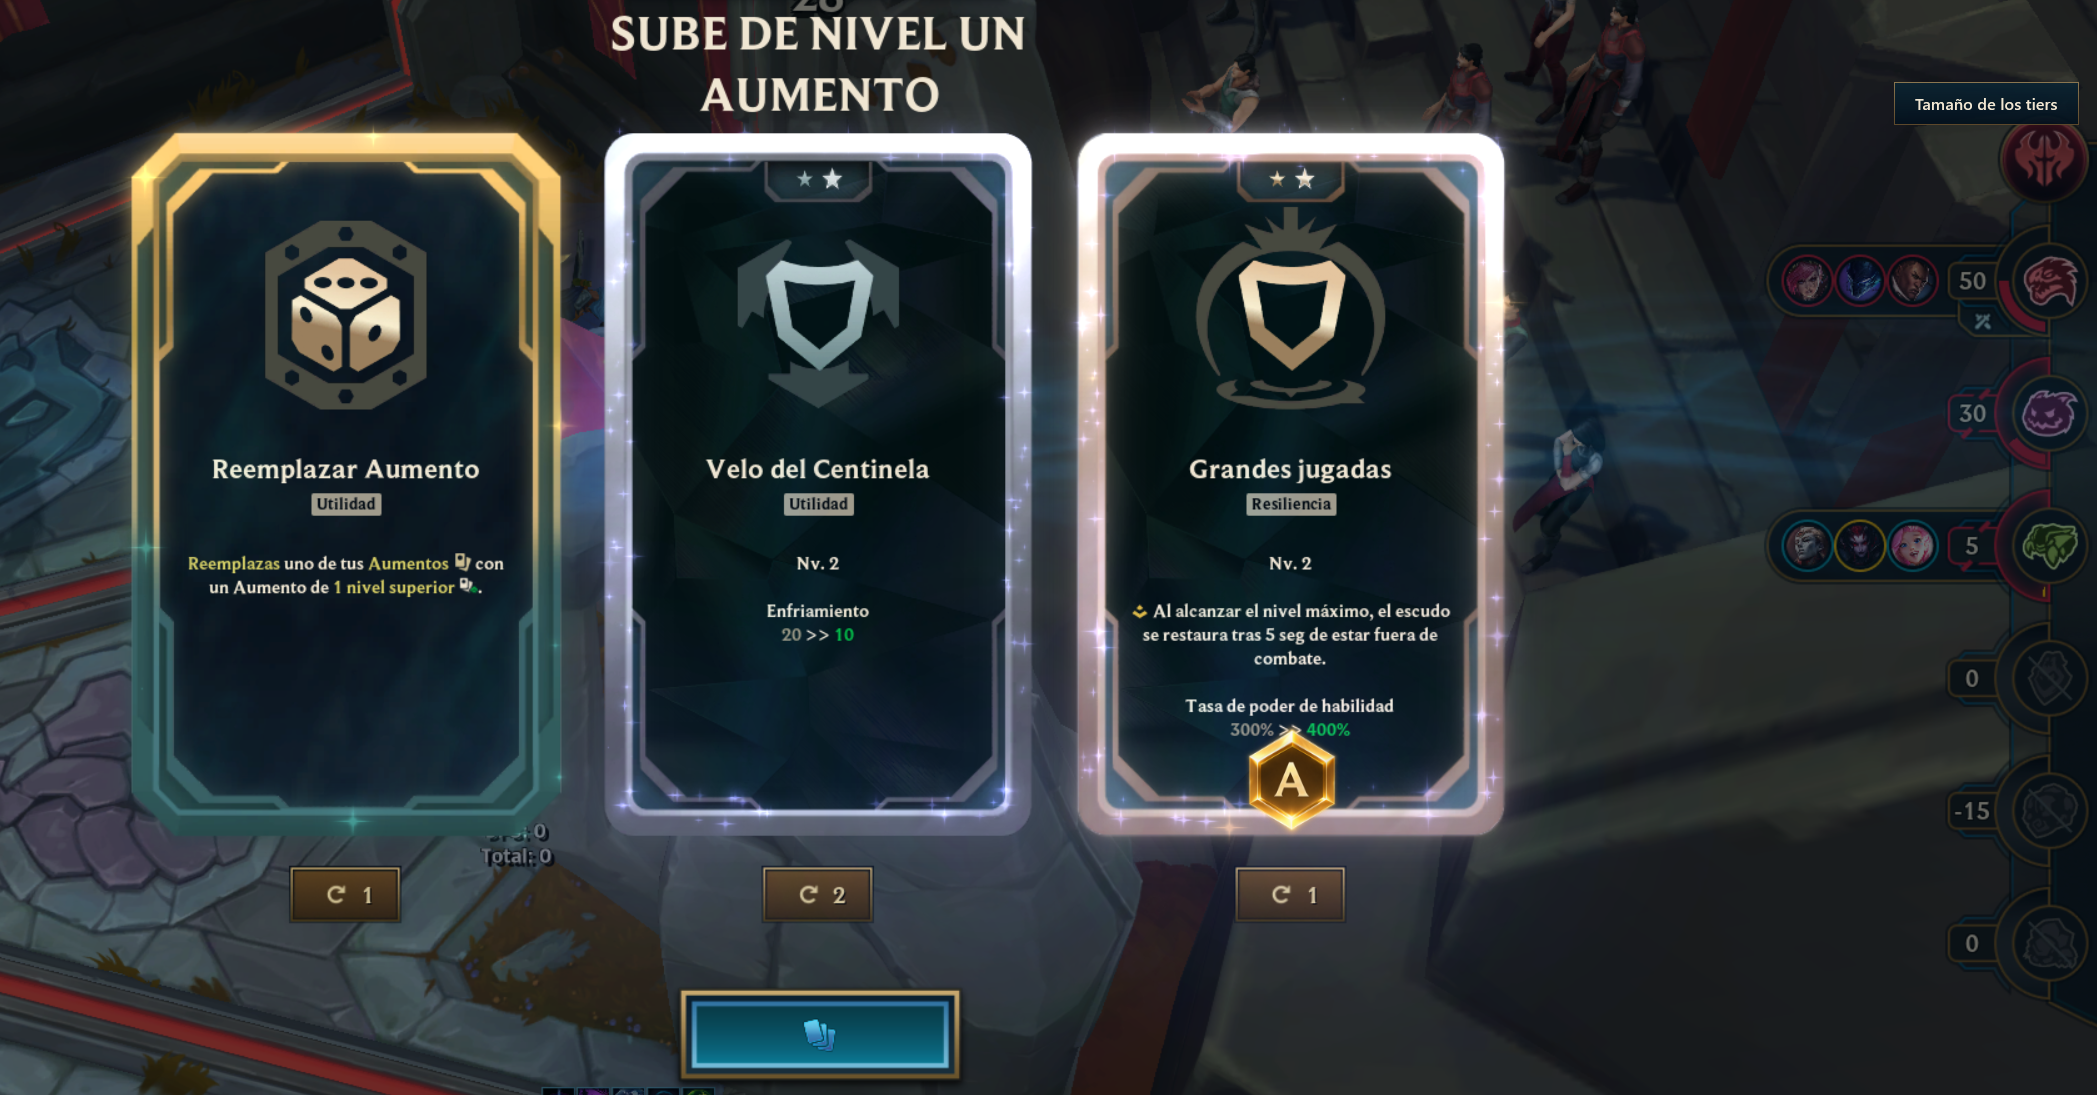 SUBE DE NIVEL UN
AUMENTO
Tamaño de los tiers
Reemplazar Aumento
Utilidad
Reemplazas uno de tus Aumentos con
un Aumento de 1 nivel superior.
1
Velo del Centinela
Utilidad
Nv. 2
Enfriamiento
20 >> 10
2
Grandes jugadas
Resiliencia
Nv. 2
Al alcanzar el nivel máximo, el escudo
se restaura tras 5 seg de estar fuera de
combate.
Tasa de poder de habilidad
300% >> 400%
A
1
Total: 0
50
30
5
0
-15
0